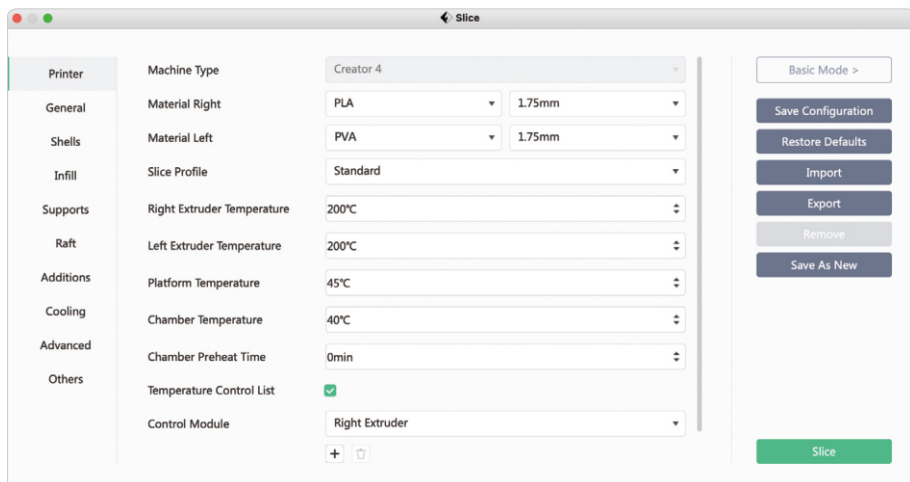 Slice
Printer
General
Shells
Infill
Supports
Raft
Additions
Cooling
Advanced
Others
Machine Type Creator 4
Material Right PLA 1.75mm
Material Left PVA 1.75mm
Slice Profile Standard
Right Extruder Temperature 200℃
Left Extruder Temperature 200℃
Platform Temperature 45℃
Chamber Temperature 40℃
Chamber Preheat Time 0min
Temperature Control List
Control Module Right Extruder
Basic Mode >
Save Configuration
Restore Defaults
Import
Export
Remove
Save As New
Slice